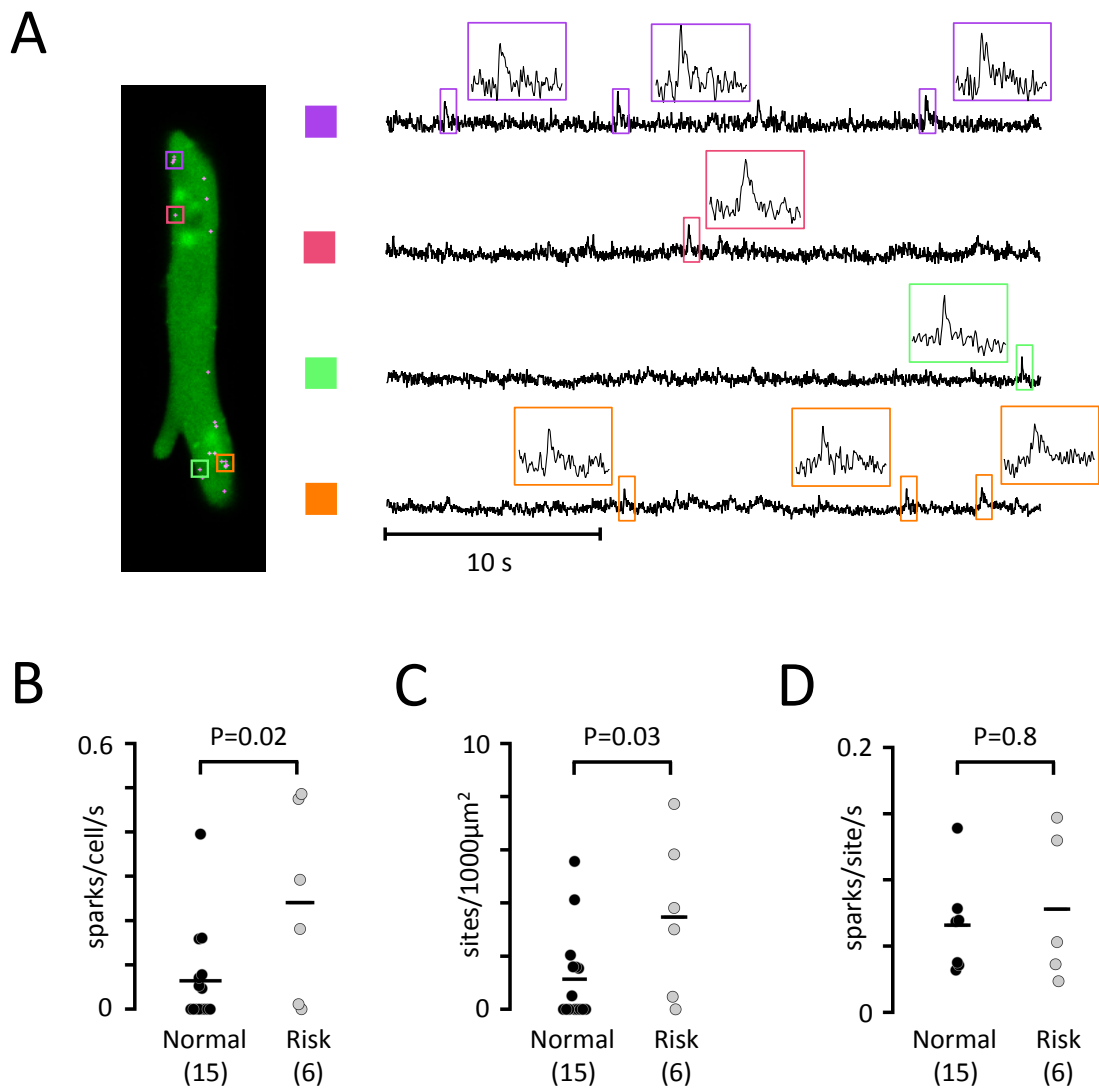 A
10 s
B
0.6
0
sparks/cell/s
P=0.02
Normal
(15)
Risk
(6)
C
10
0
sites/1000µm²
P=0.03
Normal
(15)
Risk
(6)
D
0.2
0
sparks/site/s
P=0.8
Normal
(15)
Risk
(6)